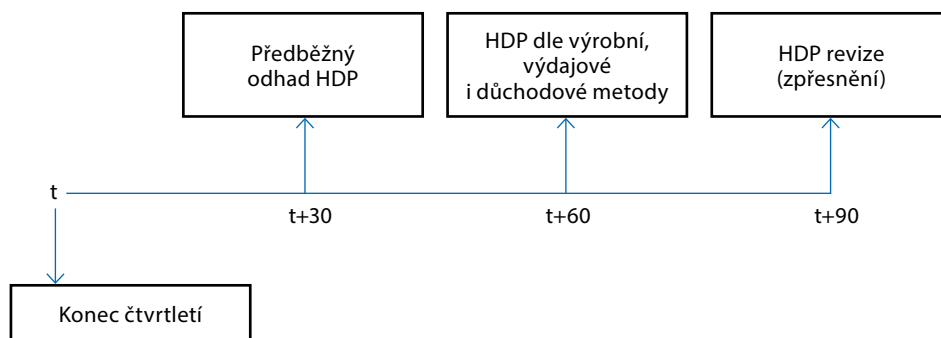 Předběžný
odhad HDP
HDP dle výrobní,
výdajové
i důchodové metody
HDP revize
(zpřesnění)
t
t+30
t+60
t+90
Konec čtvrtletí